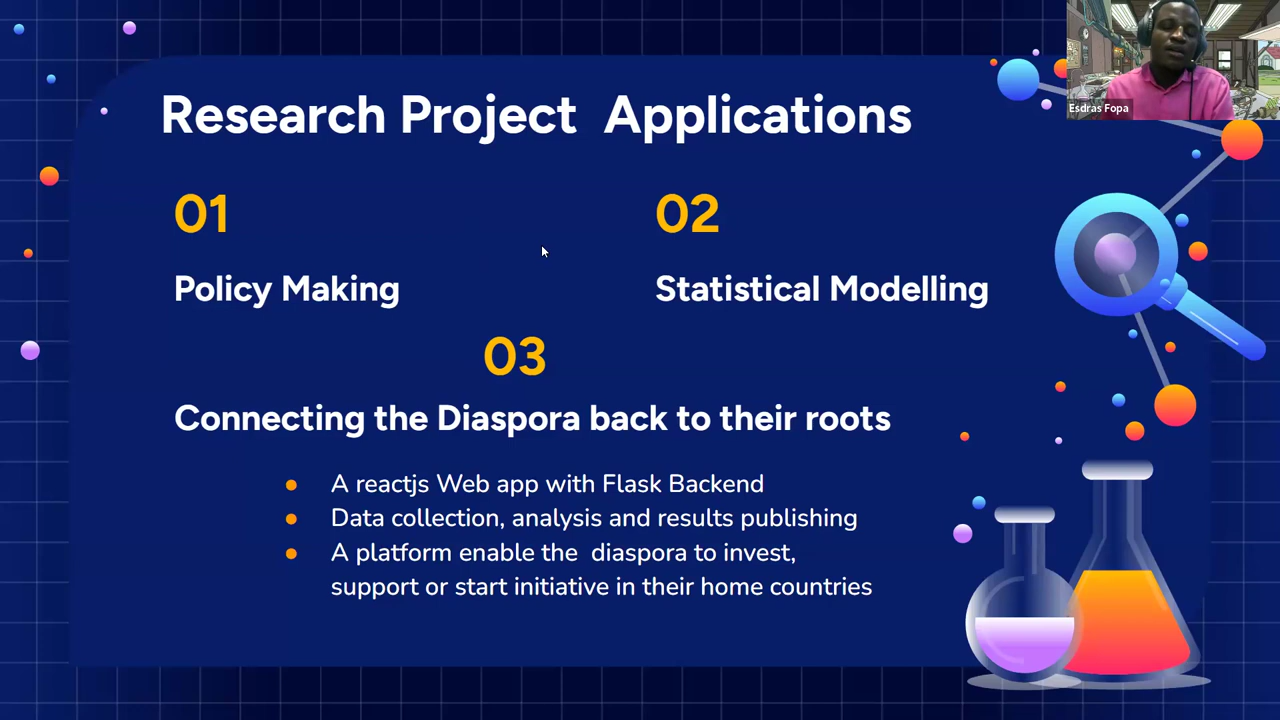 Research Project  Applications
01
02
Policy Making
Statistical Modelling
03
Connecting the Diaspora back to their roots
A reactjs Web app with Flask Backend
Data collection, analysis and results publishing
A platform enable the  diaspora to invest,
support or start initiative in their home countries
Esdras Fopa